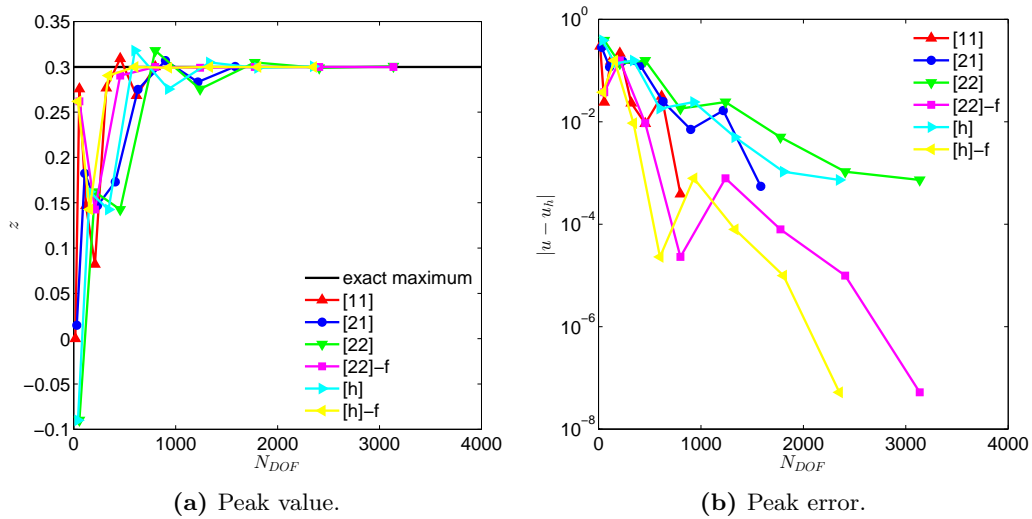 0.35
0.3
0.25
0.2
0.15
0.1
0.05
0
−0.05
−0.1
z
0 1000 2000 3000 4000
N_DOF
exact maximum
[11]
[21]
[22]
[22]−f
[h]
[h]−f
(a) Peak value.
10^0
10^−2
10^−4
10^−6
10^−8
|u − u_h|
0 1000 2000 3000 4000
N_DOF
[11]
[21]
[22]
[22]−f
[h]
[h]−f
(b) Peak error.